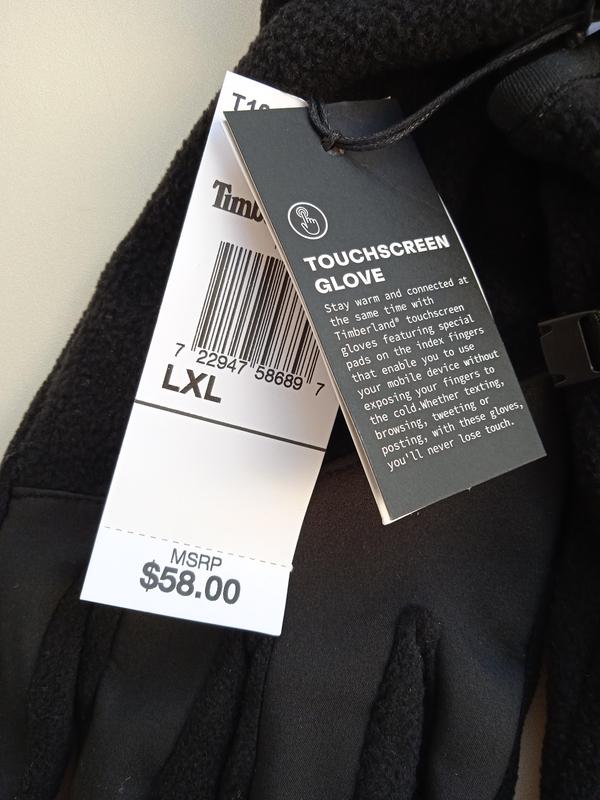 TOUCHSCREEN
GLOVE
Stay warm and connected at
the same time with
Timberland® touchscreen
gloves featuring special
pads on the index fingers
that enable you to use
your mobile device without
exposing your fingers to
the cold.Whether texting,
browsing, tweeting or
posting, with these gloves,
you'll never lose touch.
7 22947 58689 7
LXL
MSRP
$58.00